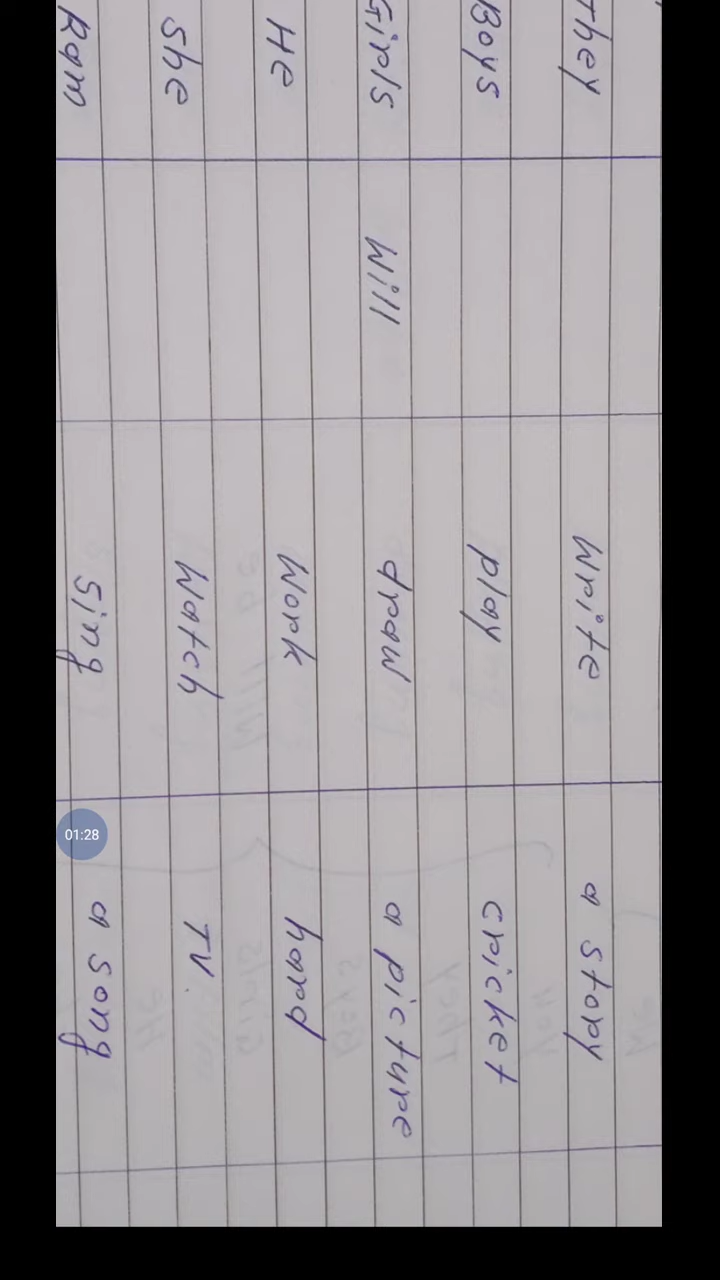 they write a story
Boys play cricket
Girls will draw a picture
He work hard
She watch TV
Ram sing a song
01:28